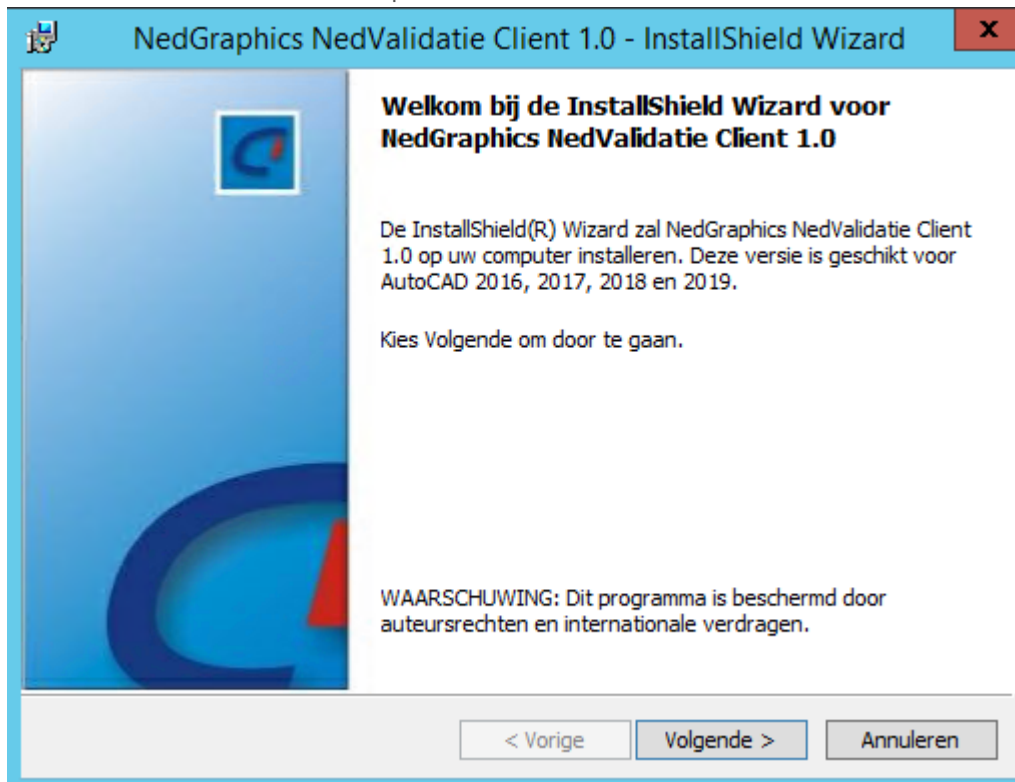 NedGraphics NedValidatie Client 1.0 - InstallShield Wizard
x
Welkom bij de InstallShield Wizard voor
NedGraphics NedValidatie Client 1.0
De InstallShield(R) Wizard zal NedGraphics NedValidatie Client
1.0 op uw computer installeren. Deze versie is geschikt voor
AutoCAD 2016, 2017, 2018 en 2019.
Kies Volgende om door te gaan.
WAARSCHUWING: Dit programma is beschermd door
auteursrechten en internationale verdragen.
< Vorige
Volgende >
Annuleren